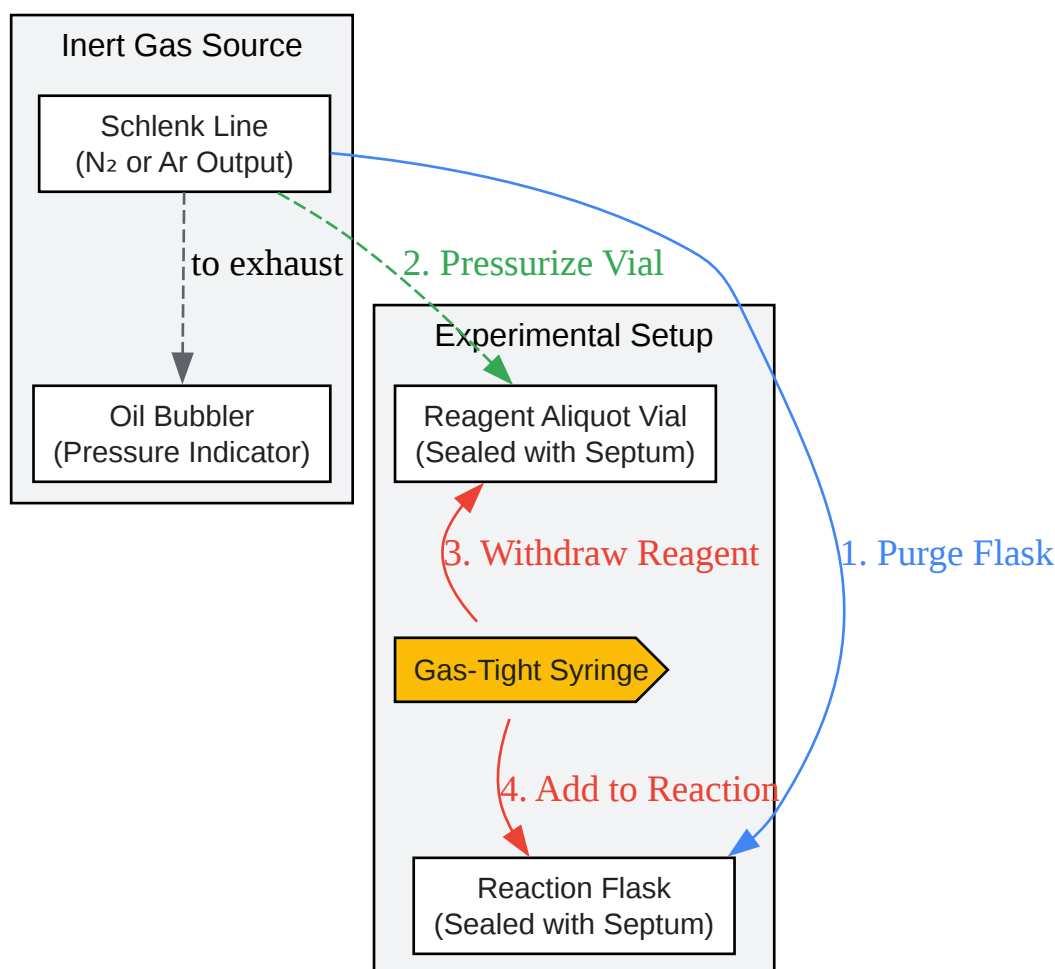 Inert Gas Source
Schlenk Line
(N₂ or Ar Output)
to exhaust
2. Pressurize Vial
Experimental Setup
Oil Bubbler
(Pressure Indicator)
Reagent Aliquot Vial
(Sealed with Septum)
3. Withdraw Reagent
1. Purge Flask
Gas-Tight Syringe
4. Add to Reaction
Reaction Flask
(Sealed with Septum)